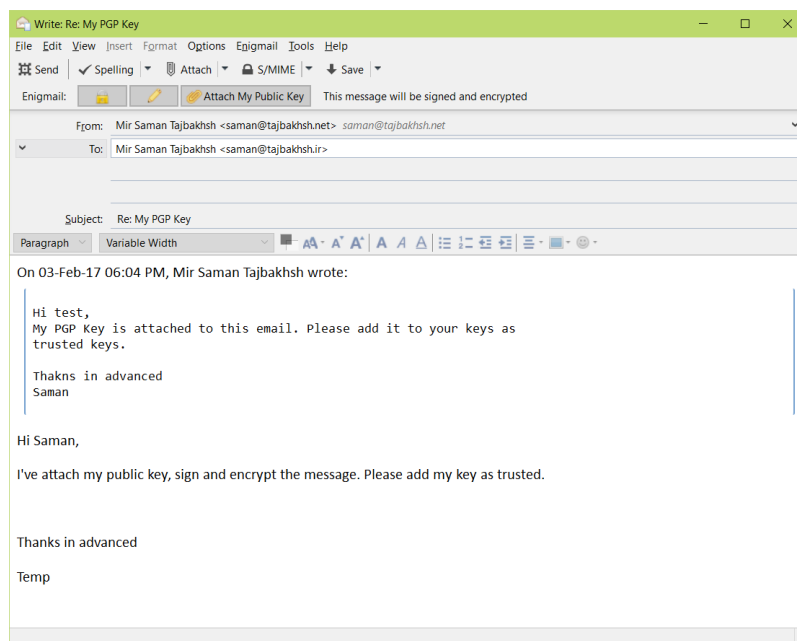 Write: Re: My PGP Key
File Edit View Insert Format Options Enigmail Tools Help
Send Spelling Attach S/MIME Save
Enigmail: Attach My Public Key This message will be signed and encrypted
From: Mir Saman Tajbakhsh <saman@tajbakhsh.net> saman@tajbakhsh.net
To: Mir Saman Tajbakhsh <saman@tajbakhsh.ir>
Subject: Re: My PGP Key
Paragraph Variable Width
On 03-Feb-17 06:04 PM, Mir Saman Tajbakhsh wrote:
Hi test,
My PGP Key is attached to this email. Please add it to your keys as
trusted keys.
Thakns in advanced
Saman
Hi Saman,
I've attach my public key, sign and encrypt the message. Please add my key as trusted.
Thanks in advanced
Temp